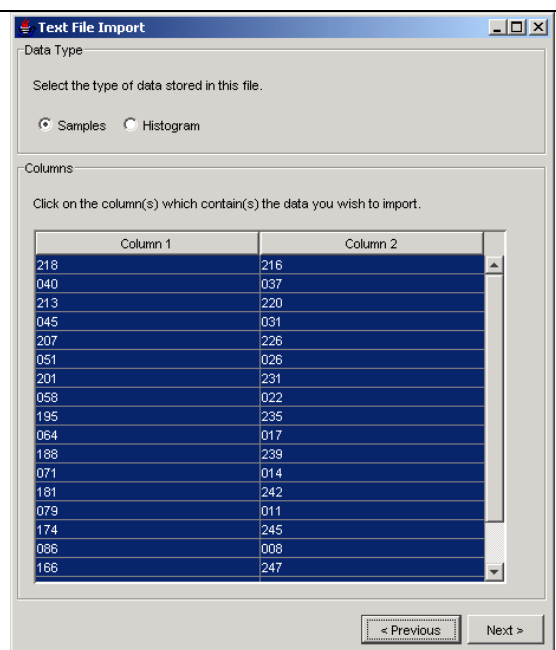 Text File Import
Data Type
Select the type of data stored in this file.
Samples Histogram
Columns
Click on the column(s) which contain(s) the data you wish to import.
Column 1 Column 2
218 216
040 037
213 220
045 031
207 226
051 026
201 231
058 022
195 235
064 017
188 239
071 014
181 242
079 011
174 245
086 008
166 247
< Previous Next >